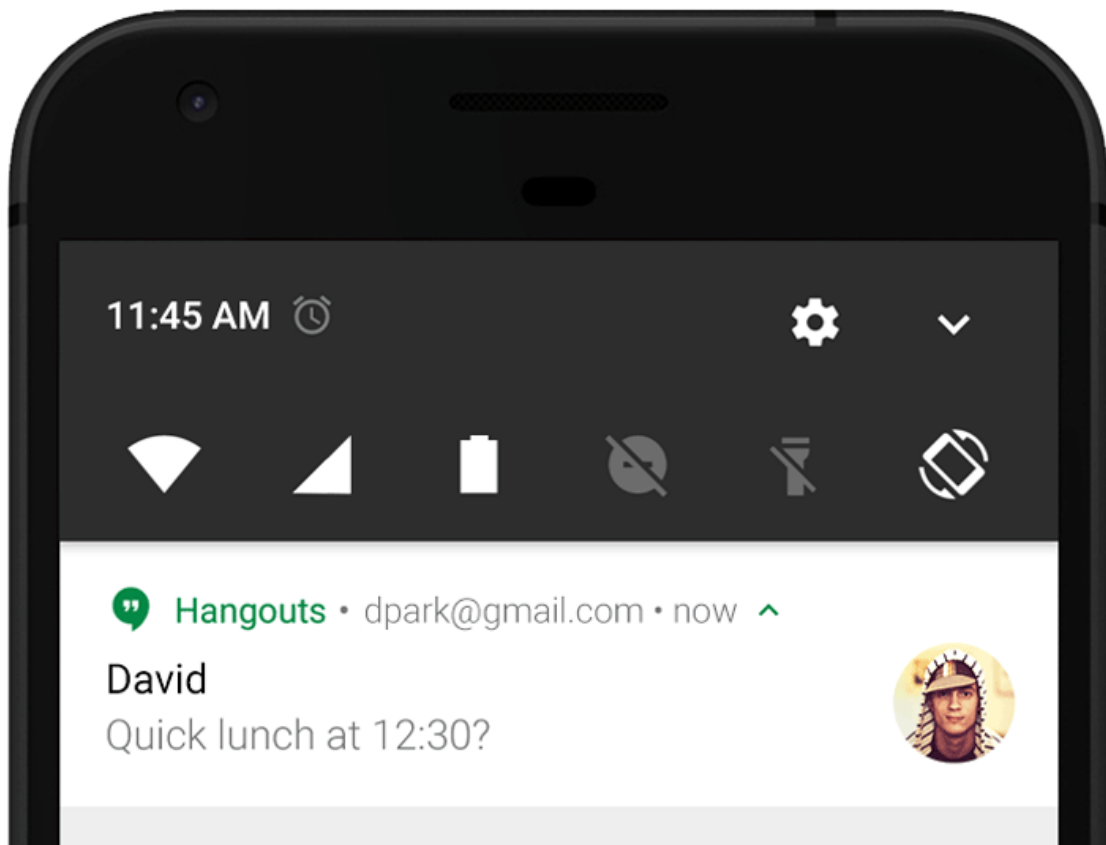 11:45 AM
Hangouts • dpark@gmail.com • now
David
Quick lunch at 12:30?